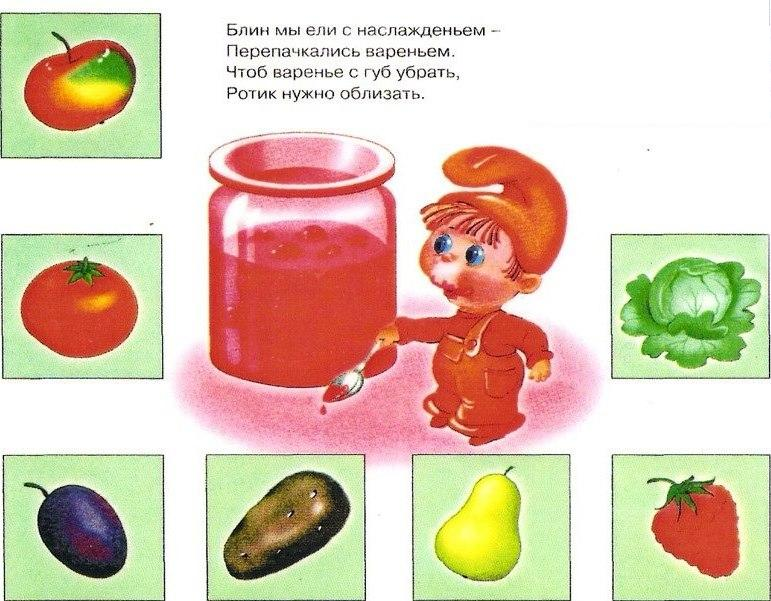 Блин мы ели с наслажденьем –
Перепачкались вареньем.
Чтоб варенье с губ убрать,
Ротик нужно облизать.